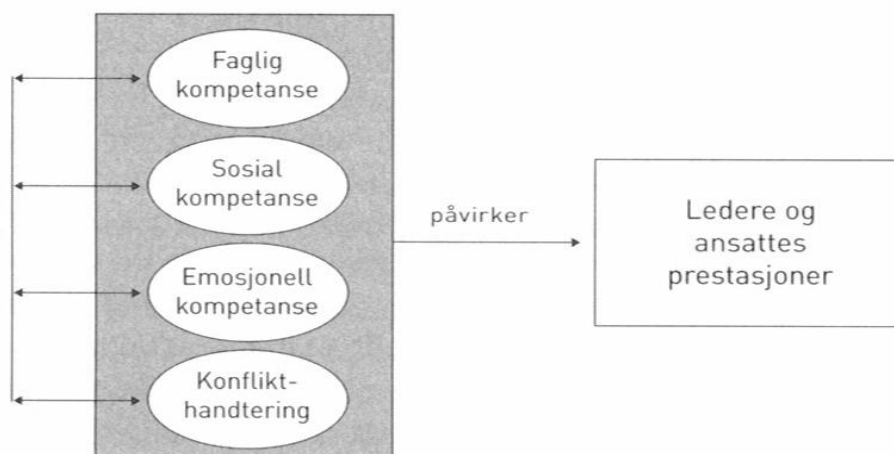 Faglig
kompetanse
Sosial
kompetanse
Emosjonell
kompetanse
Konflikt-
handtering
påvirker
Ledere og
ansattes
prestasjoner